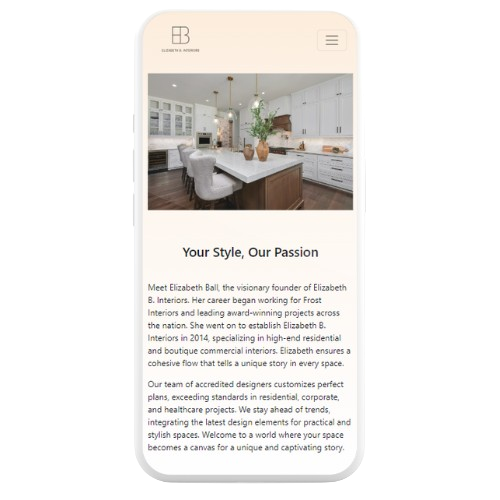 EB
ELIZABETH B. INTERIORS
Your Style, Our Passion
Meet Elizabeth Ball, the visionary founder of Elizabeth
B. Interiors. Her career began working for Frost
Interiors and leading award-winning projects across
the nation. She went on to establish Elizabeth B.
Interiors in 2014, specializing in high-end residential
and boutique commercial interiors. Elizabeth ensures a
cohesive flow that tells a unique story in every space.
Our team of accredited designers customizes perfect
plans, exceeding standards in residential, corporate,
and healthcare projects. We stay ahead of trends,
integrating the latest design elements for practical and
stylish spaces. Welcome to a world where your space
becomes a canvas for a unique and captivating story.